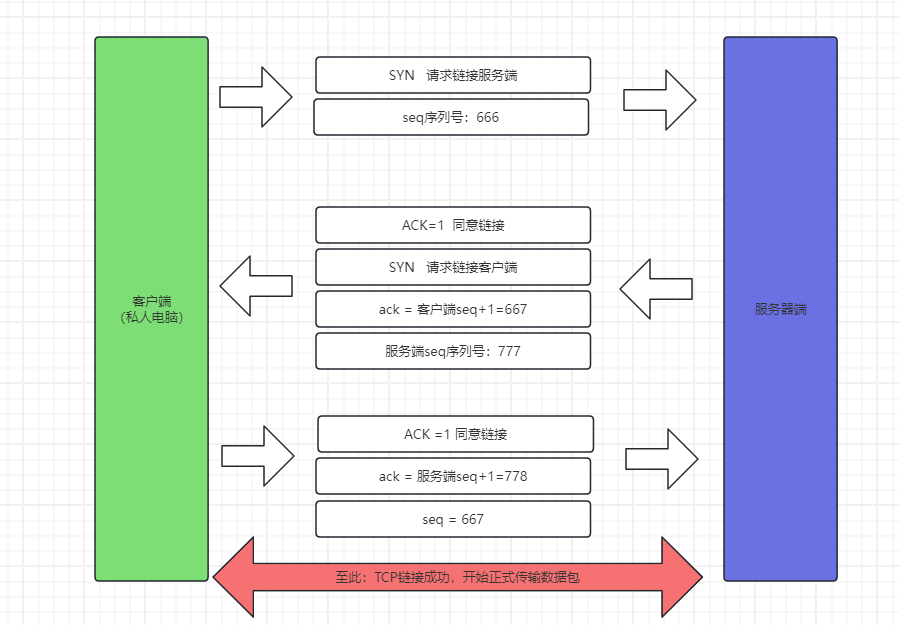 SYN 请求链接服务端
seq序列号：666
ACK=1 同意链接
SYN 请求链接客户端
ack = 客户端seq+1=667
服务端seq序列号：777
客户端
（私人电脑）
服务器端
ACK =1 同意链接
ack = 服务端seq+1=778
seq = 667
至此：TCP链接成功，开始正式传输数据包